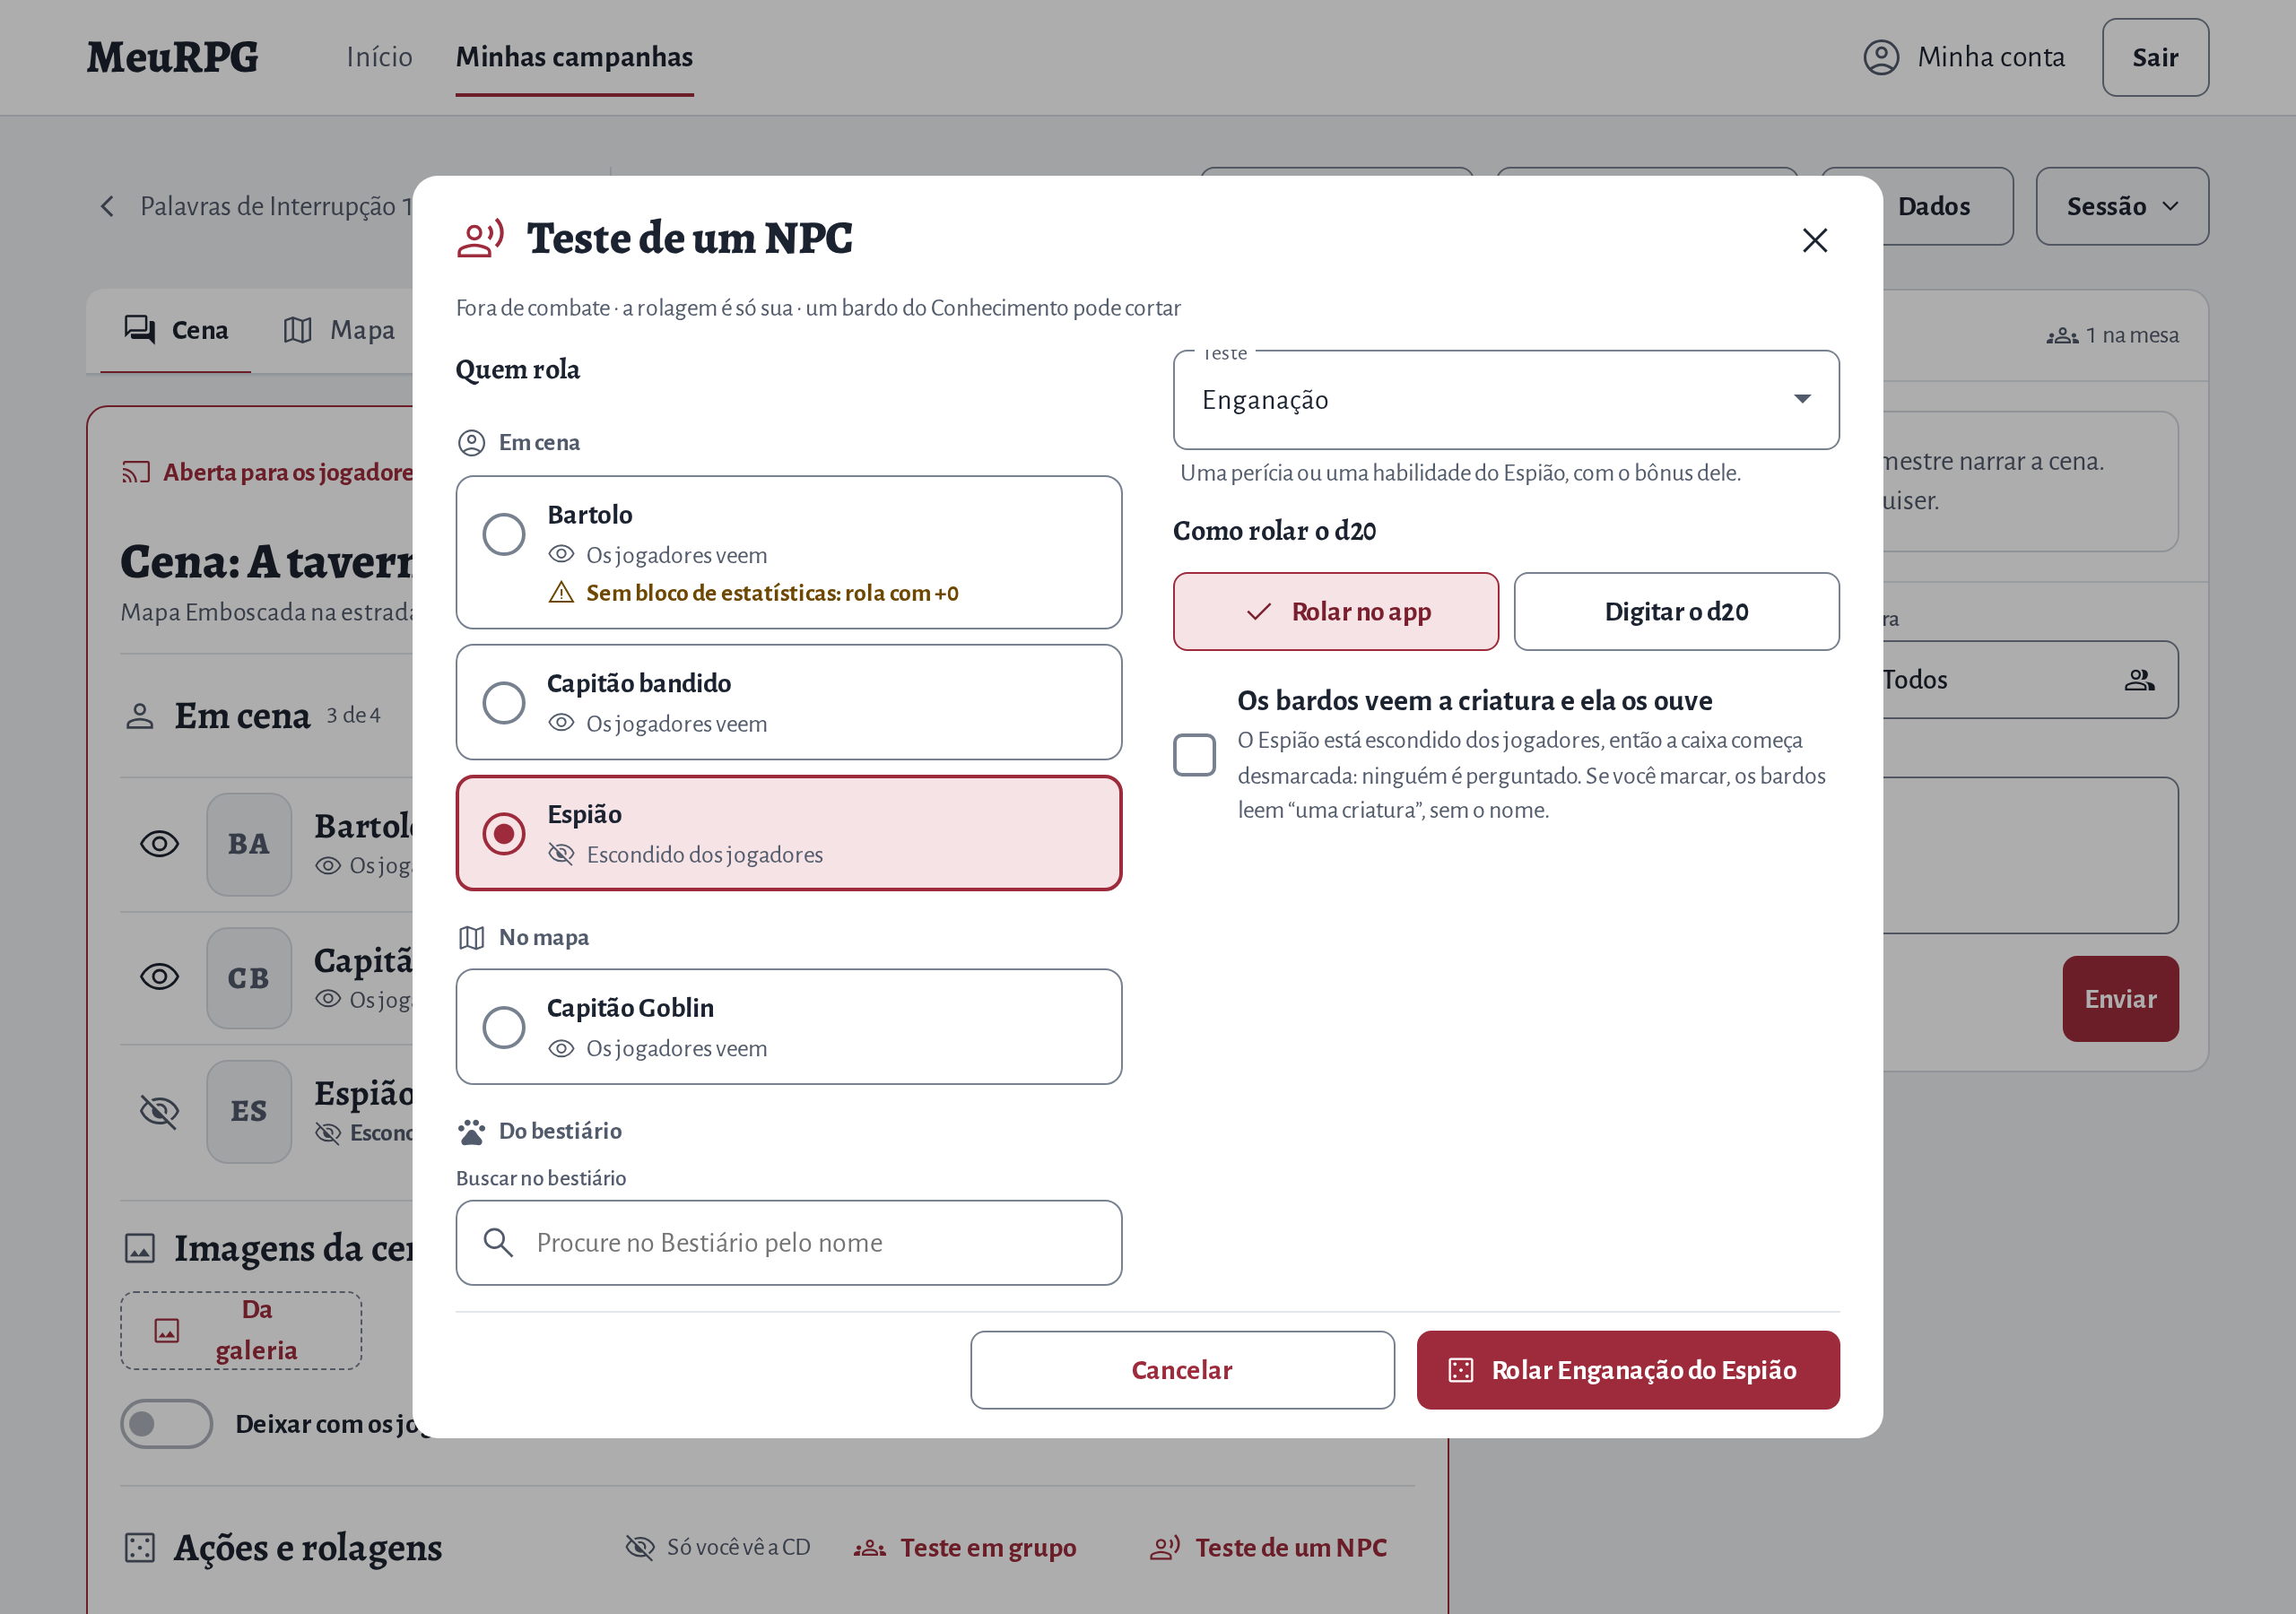 MeuRPG
Início
Minhas campanhas
Minha conta
Sair
Palavras de Interrupção 1
Dados
Sessão
Cena
Mapa
1 na mesa
Aberta para os jogadore
Cena: A tavern
Mapa Emboscada na estrada
Em cena
3 de 4
BA
Bartolo
Os jog
CB
Capitã
Os jog
ES
Espião
Escon
Imagens da cen
Da
galeria
Deixar com os jog
Ações e rolagens
Só você vê a CD
Teste em grupo
Teste de um NPC
mestre narrar a cena.
uiser.
ra
Todos
Enviar
Teste de um NPC
Fora de combate · a rolagem é só sua · um bardo do Conhecimento pode cortar
Quem rola
Em cena
Bartolo
Os jogadores veem
Sem bloco de estatísticas: rola com +0
Capitão bandido
Os jogadores veem
Espião
Escondido dos jogadores
No mapa
Capitão Goblin
Os jogadores veem
Do bestiário
Buscar no bestiário
Procure no Bestiário pelo nome
Teste
Enganação
Uma perícia ou uma habilidade do Espião, com o bônus dele.
Como rolar o d20
Rolar no app
Digitar o d20
Os bardos veem a criatura e ela os ouve
O Espião está escondido dos jogadores, então a caixa começa
desmarcada: ninguém é perguntado. Se você marcar, os bardos
leem “uma criatura”, sem o nome.
Cancelar
Rolar Enganação do Espião